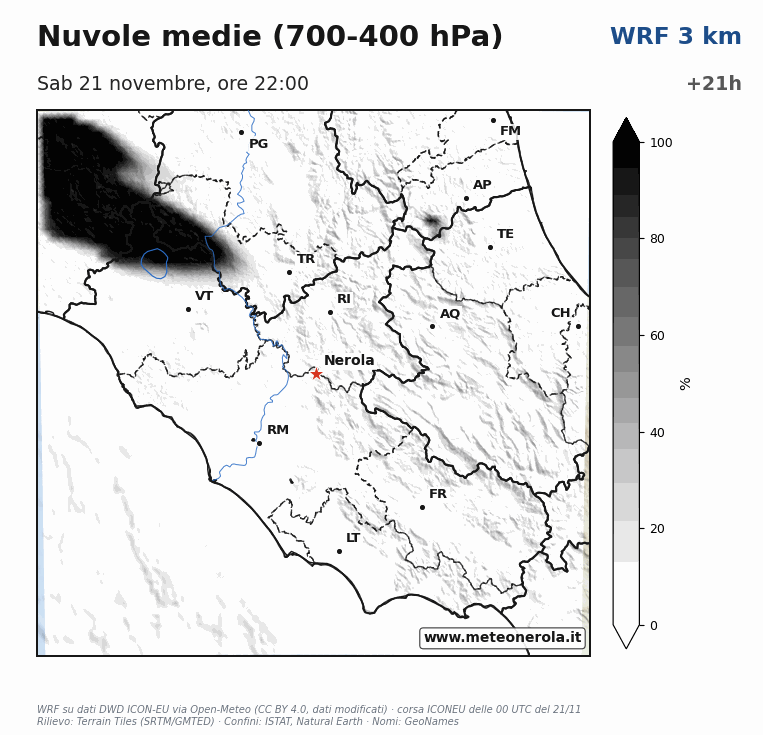 Nuvole medie (700-400 hPa)
WRF 3 km
Sab 21 novembre, ore 22:00
+21h
FM
PG
AP
TE
TR
VT
RI
AQ
CH
Nerola
RM
FR
LT
100
80
60
40
20
0
%
www.meteonerola.it
WRF su dati DWD ICON-EU via Open-Meteo (CC BY 4.0, dati modificati) · corsa ICONEU delle 00 UTC del 21/11
Rilievo: Terrain Tiles (SRTM/GMTED) · Confini: ISTAT, Natural Earth · Nomi: GeoNames